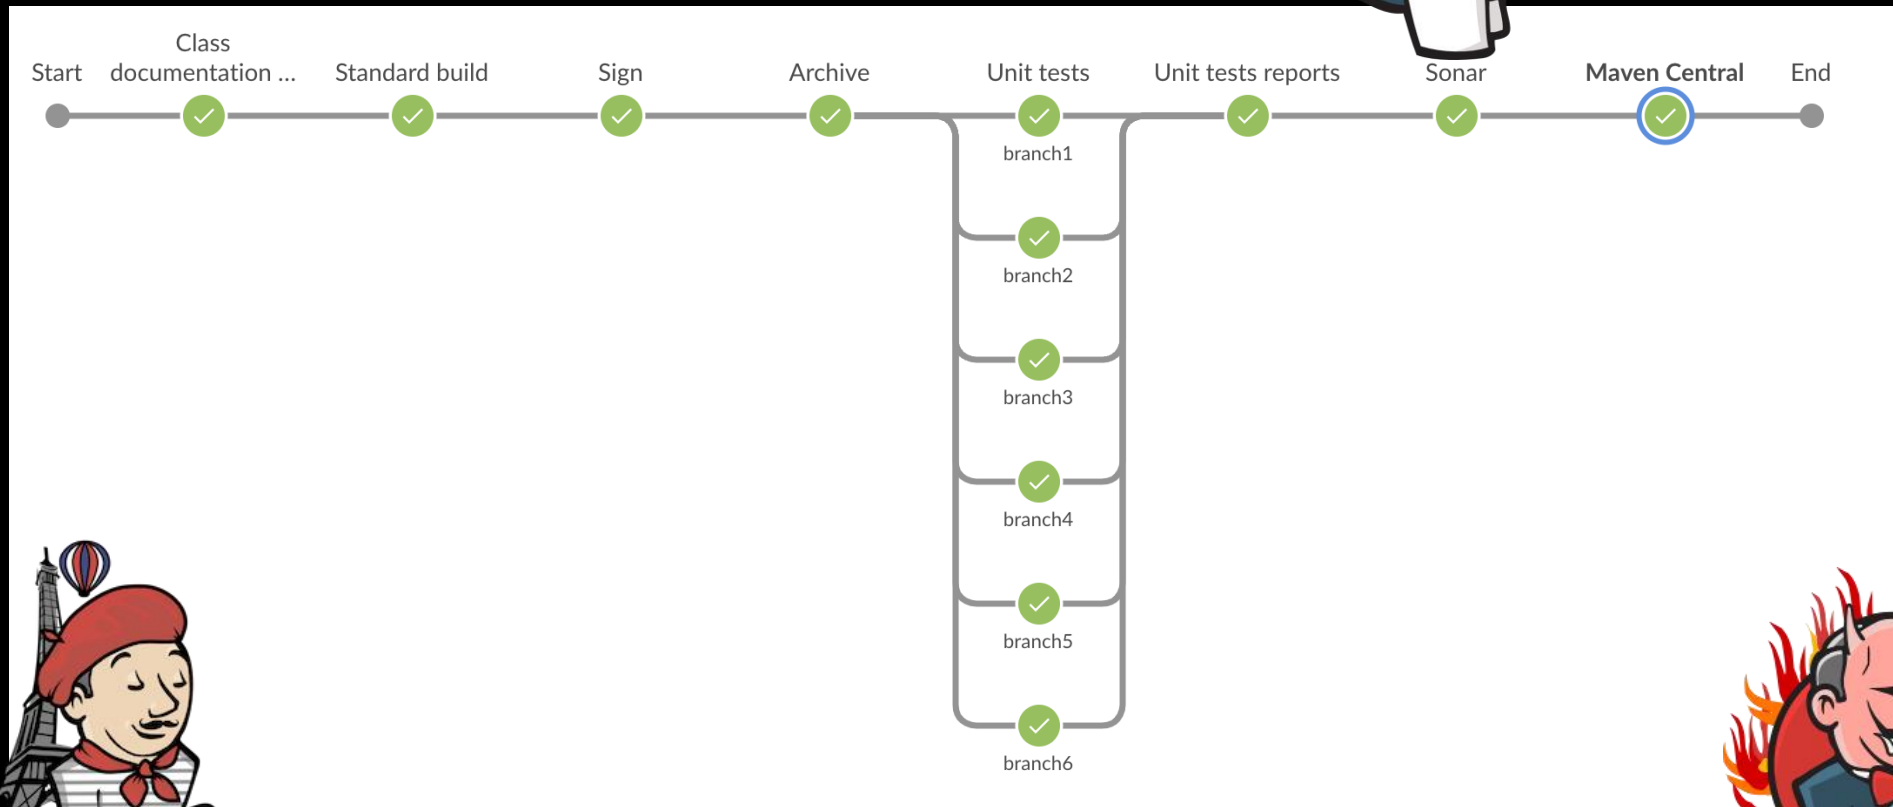 Start
Class
documentation ...
Standard build
Sign
Archive
Unit tests
Unit tests reports
Sonar
Maven Central
End
branch1
branch2
branch3
branch4
branch5
branch6